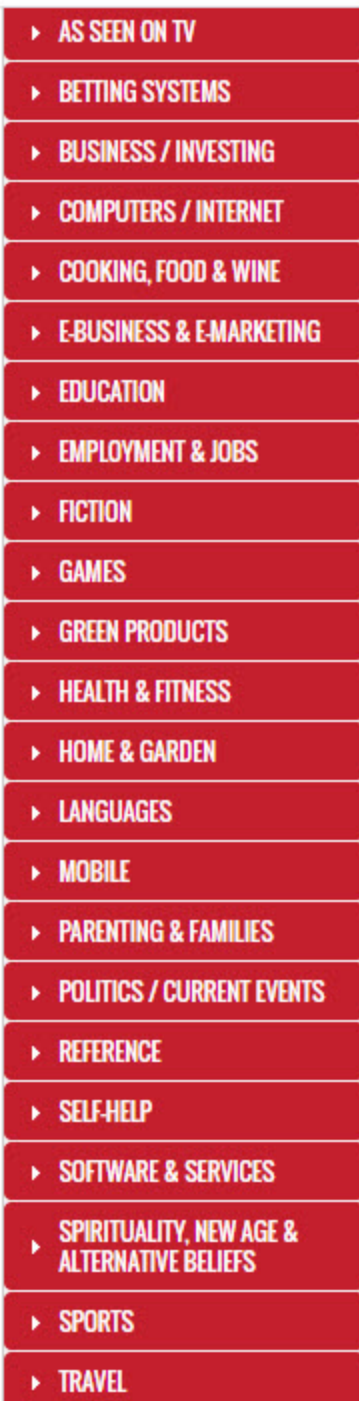 AS SEEN ON TV
BETTING SYSTEMS
BUSINESS / INVESTING
COMPUTERS / INTERNET
COOKING, FOOD & WINE
E-BUSINESS & E-MARKETING
EDUCATION
EMPLOYMENT & JOBS
FICTION
GAMES
GREEN PRODUCTS
HEALTH & FITNESS
HOME & GARDEN
LANGUAGES
MOBILE
PARENTING & FAMILIES
POLITICS / CURRENT EVENTS
REFERENCE
SELF-HELP
SOFTWARE & SERVICES
SPIRITUALITY, NEW AGE &
ALTERNATIVE BELIEFS
SPORTS
TRAVEL